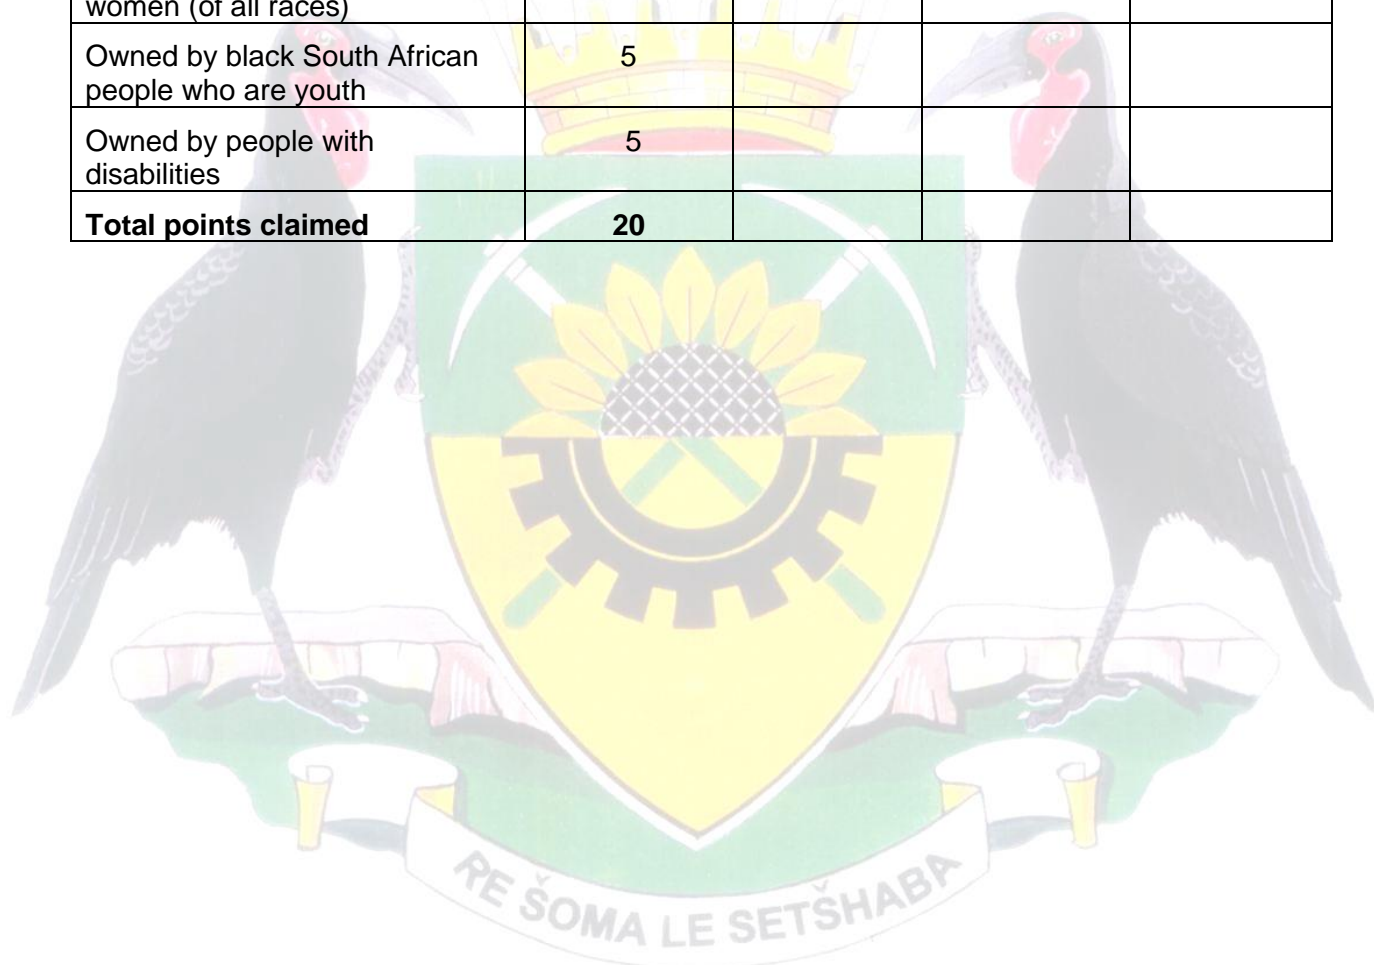 women (of all races)
Owned by black South African 5
people who are youth
Owned by people with 5
disabilities
Total points claimed 20
RE ŠOMA LE SETŠHABA